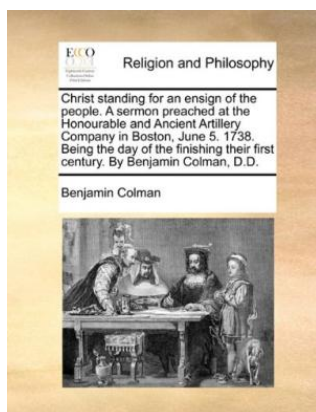 ECCO
Religion and Philosophy
Christ standing for an ensign of the
people. A sermon preached at the
Honourable and Ancient Artillery
Company in Boston, June 5. 1738.
Being the day of the finishing their first
century. By Benjamin Colman, D.D.
Benjamin Colman